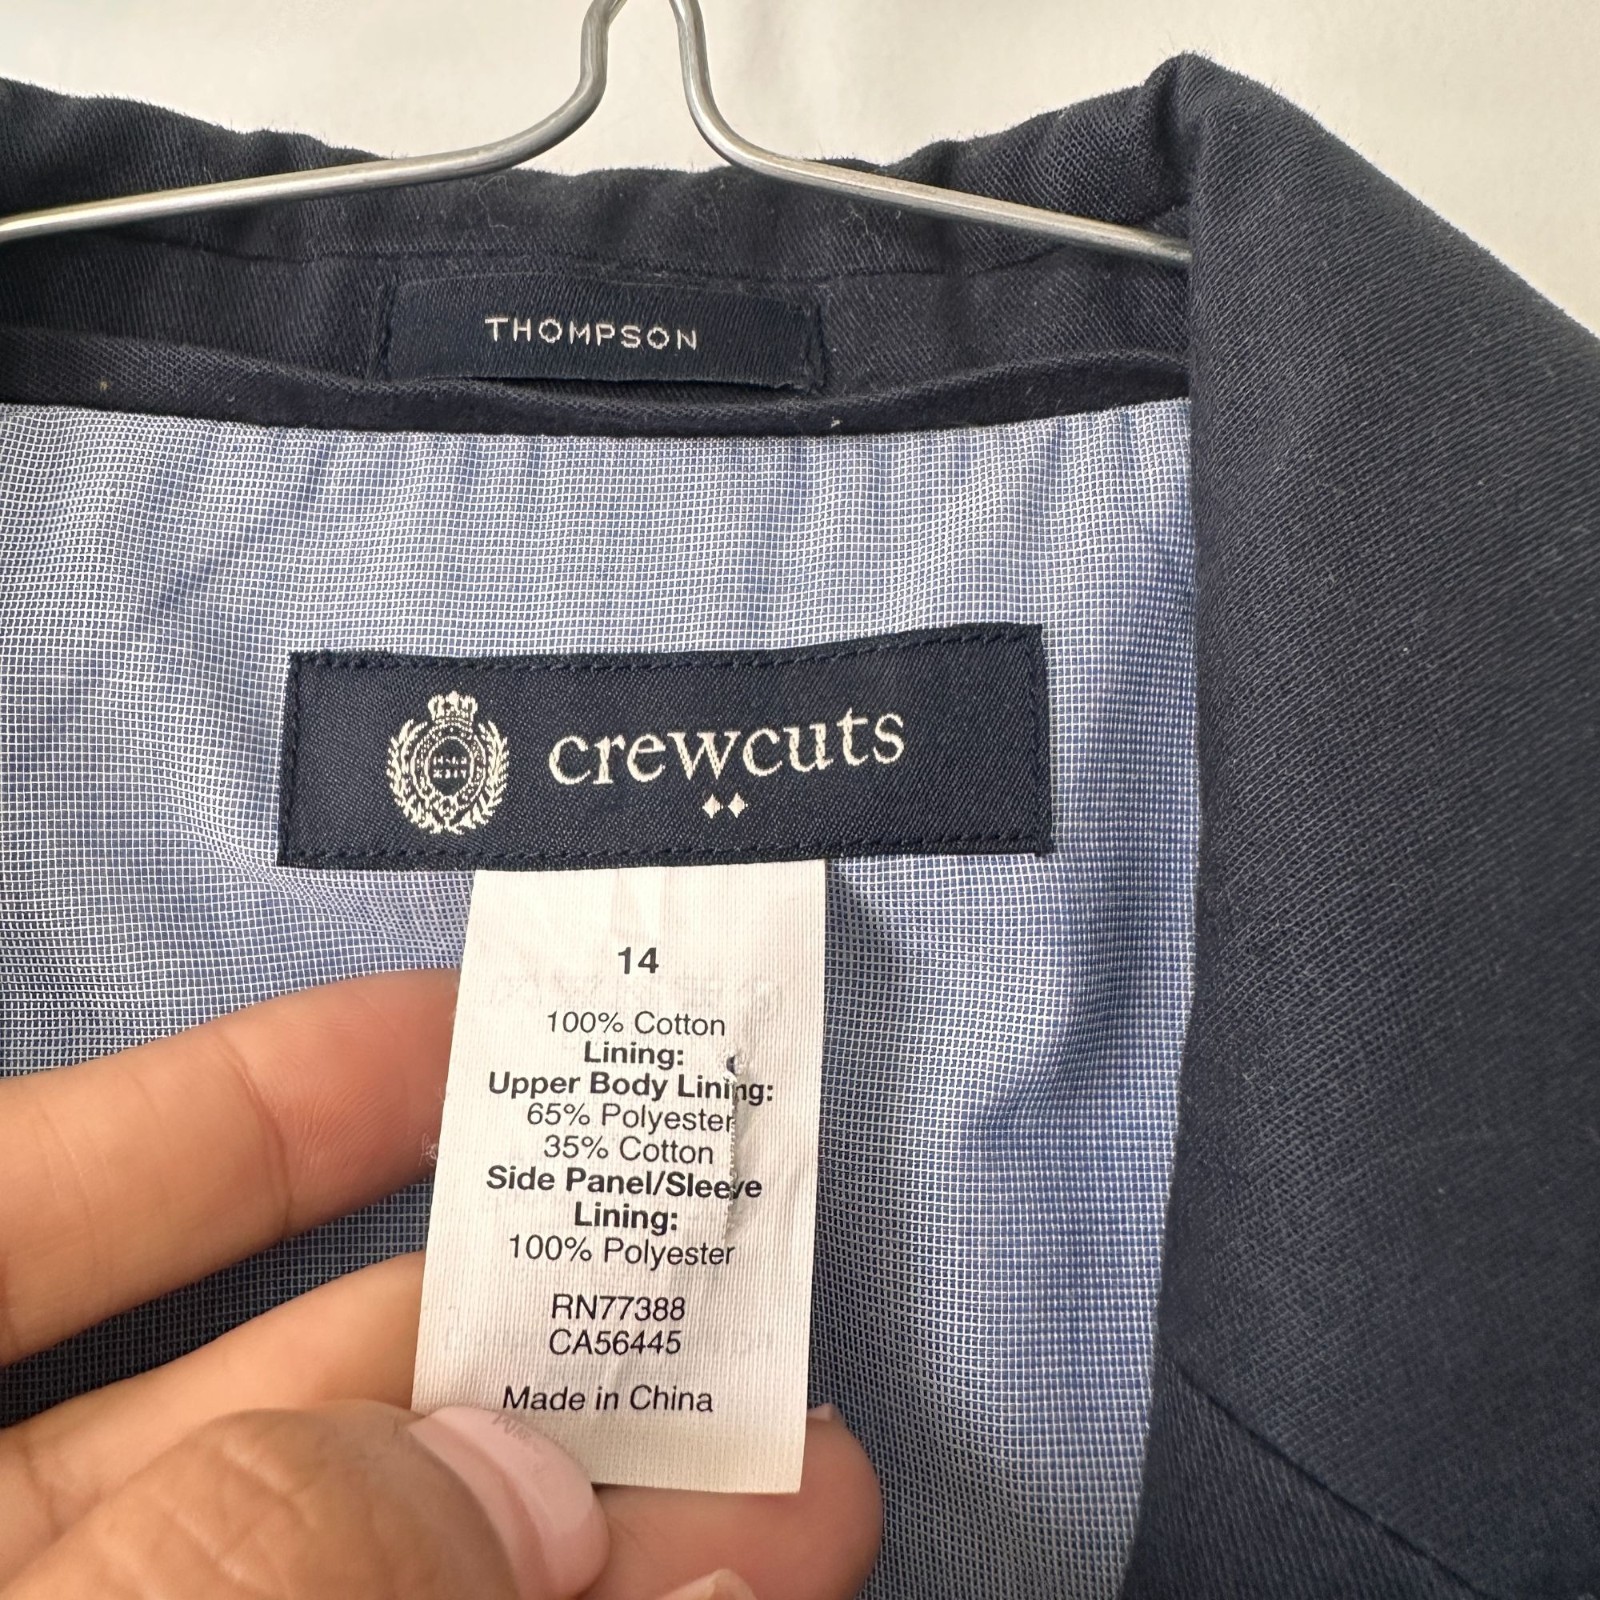 THOMPSON
crewcuts
14
100% Cotton
Lining:
Upper Body Lining:
65% Polyester
35% Cotton
Side Panel/Sleeve
Lining:
100% Polyester
RN77388
CA56445
Made in China